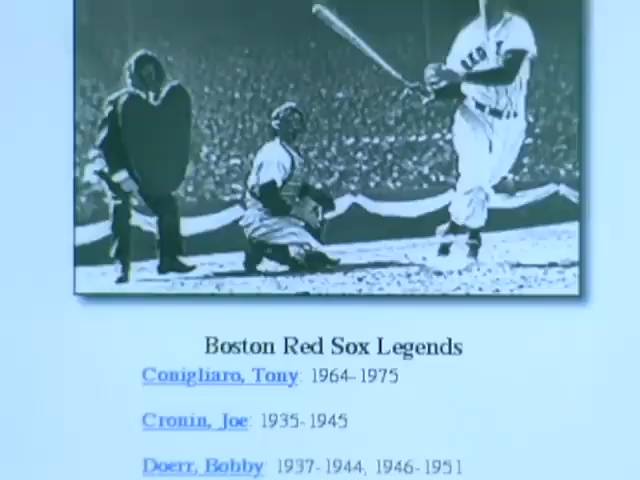 Boston Red Sox Legends
Conigliaro, Tony: 1964-1975
Cronin, Joe: 1935-1945
Doerr, Bobby: 1937-1944, 1946-1951